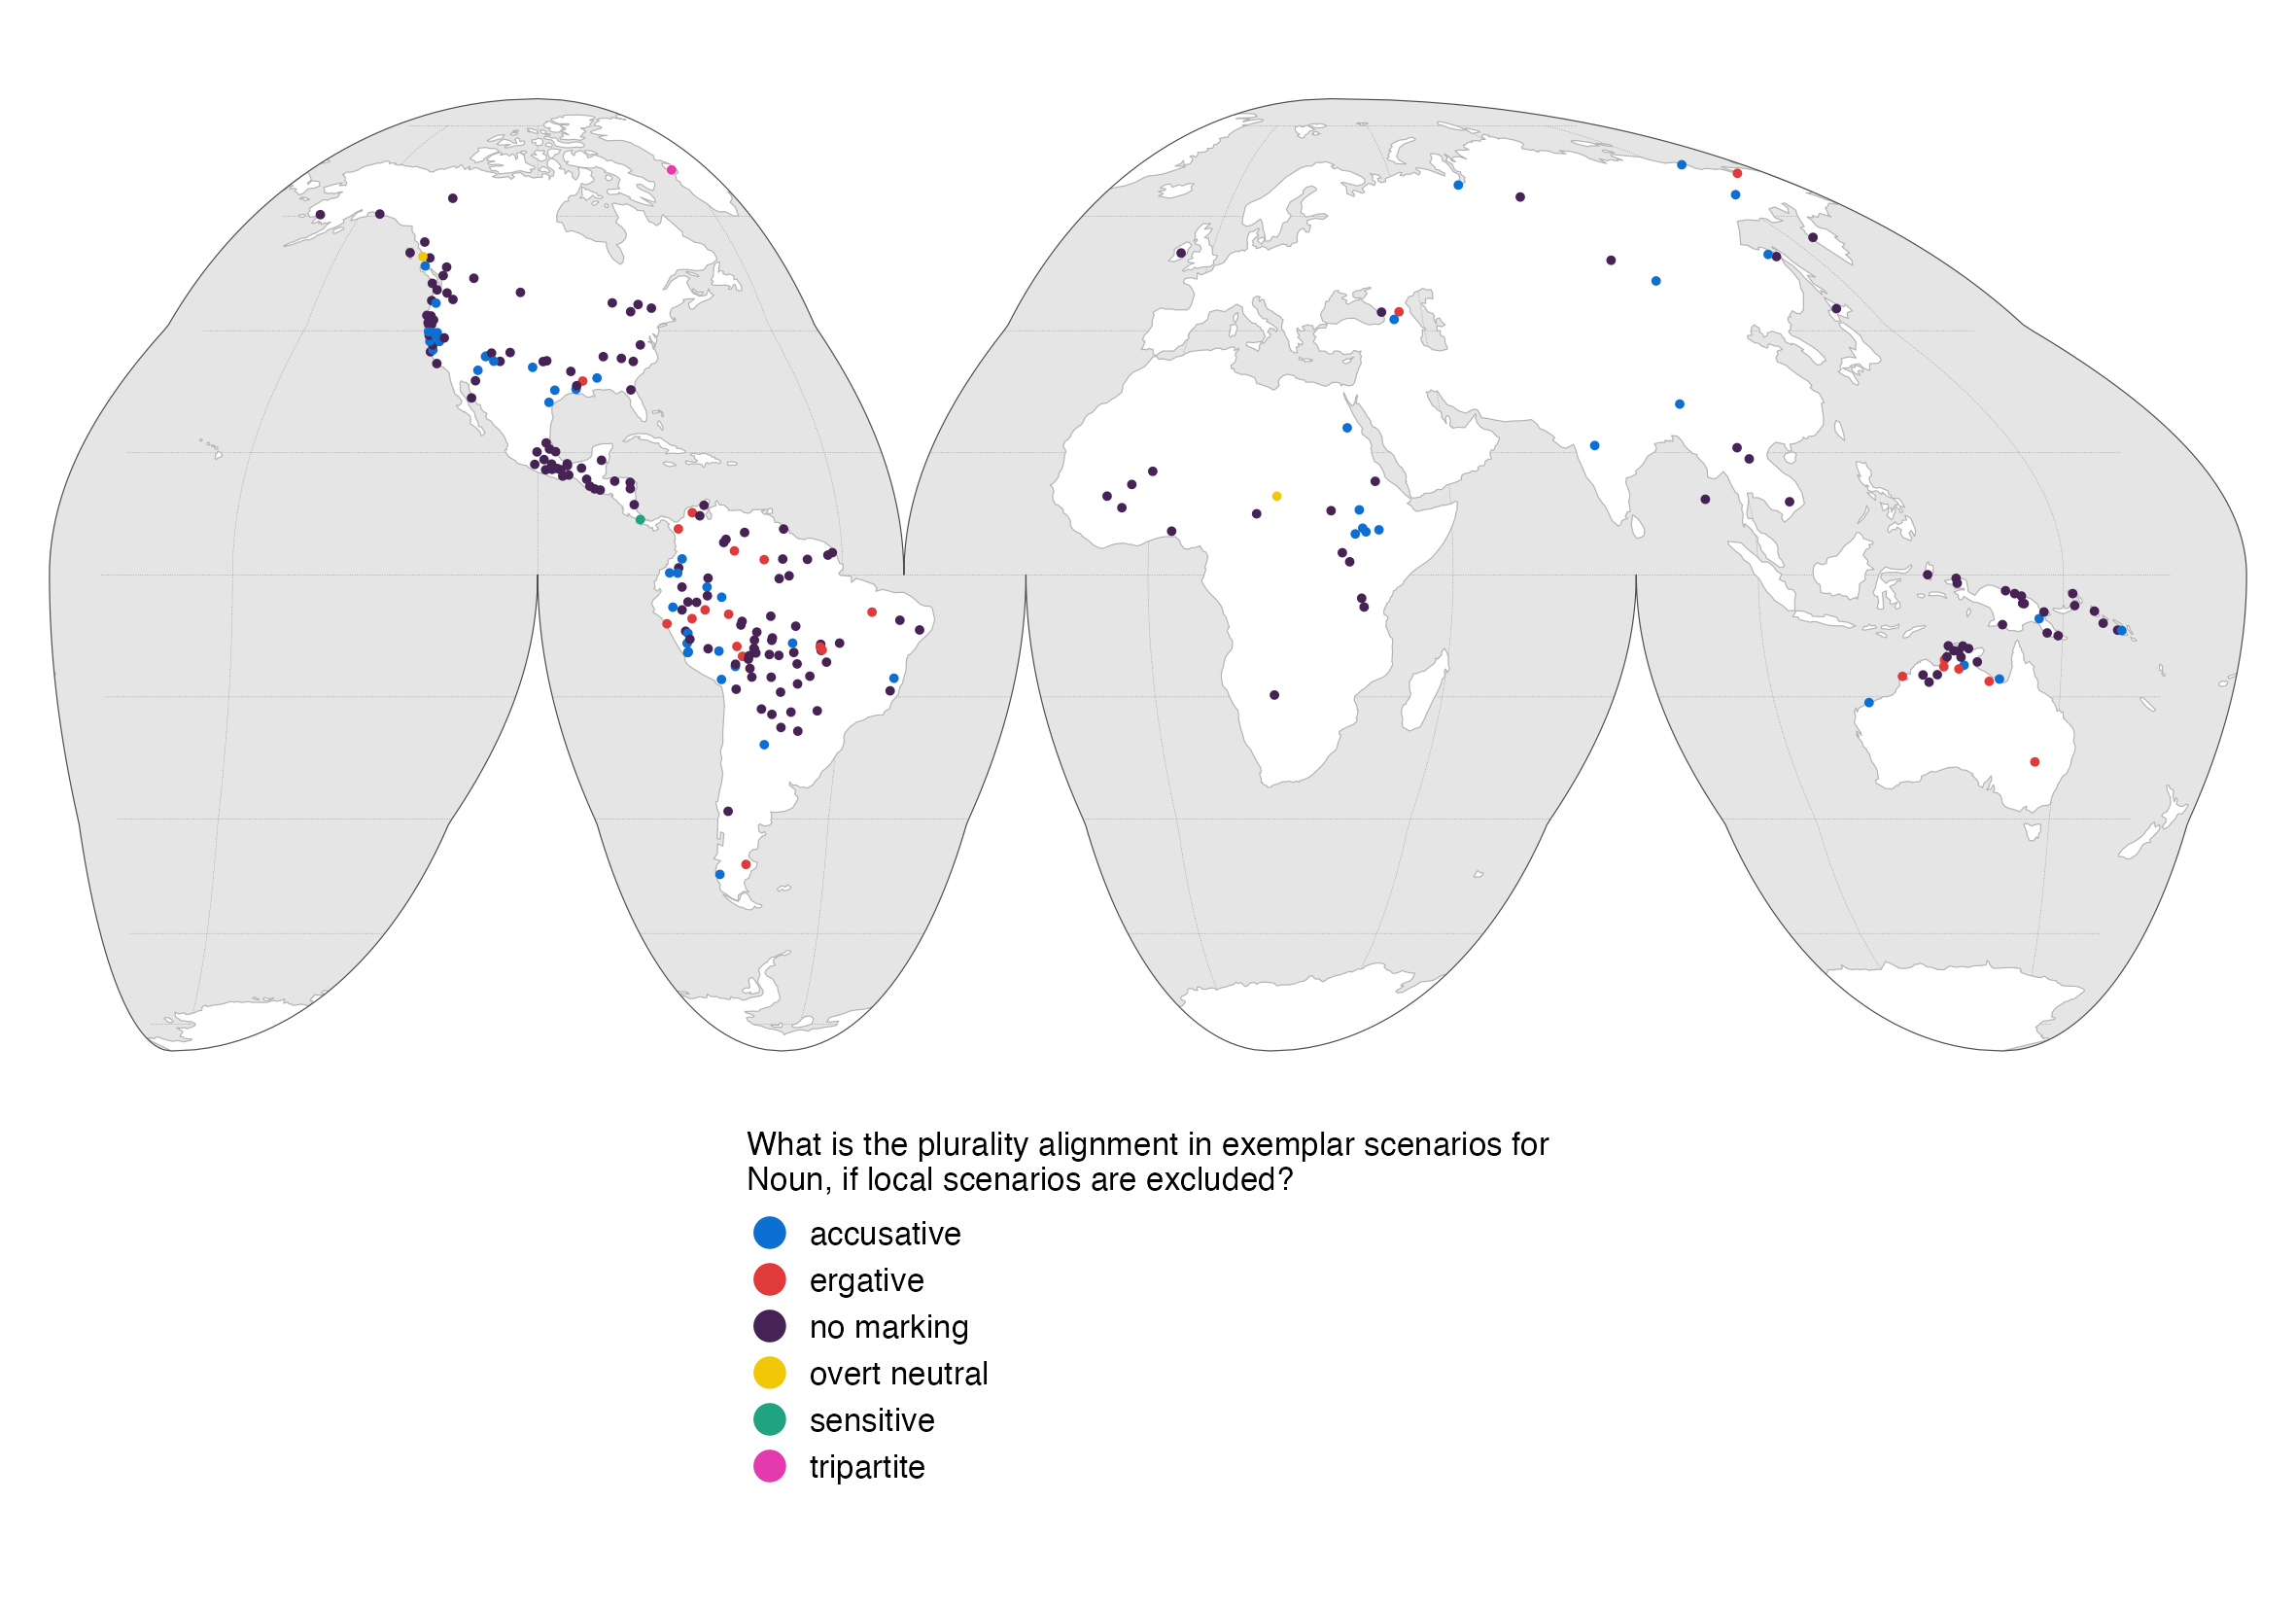 What is the plurality alignment in exemplar scenarios for
Noun, if local scenarios are excluded?
accusative
ergative
no marking
overt neutral
sensitive
tripartite